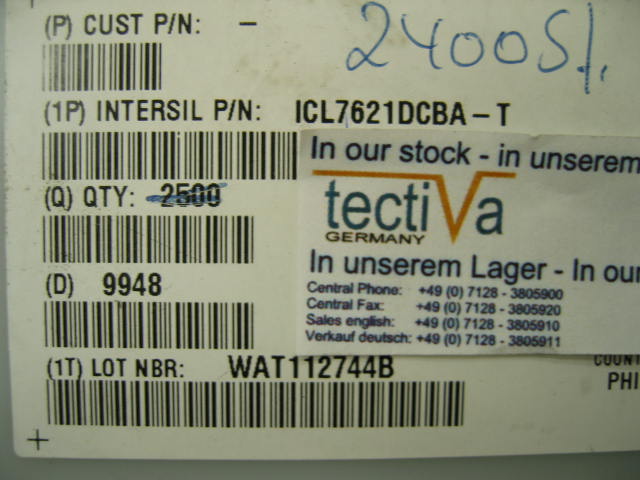 (P) CUST P/N: -
2400St.
(1P) INTERSIL P/N: ICL7621DCBA-T
In our stock - in unserem
(Q) QTY: 2500
tectiVa
GERMANY
In unserem Lager - In our
(D) 9948
Central Phone: +49 (0) 7128 - 3805900
Central Fax: +49 (0) 7128 - 3805920
Sales english: +49 (0) 7128 - 3805910
Verkauf deutsch: +49 (0) 7128 - 3805911
(1T) LOT NBR: WAT112744B
COUNT
PHI